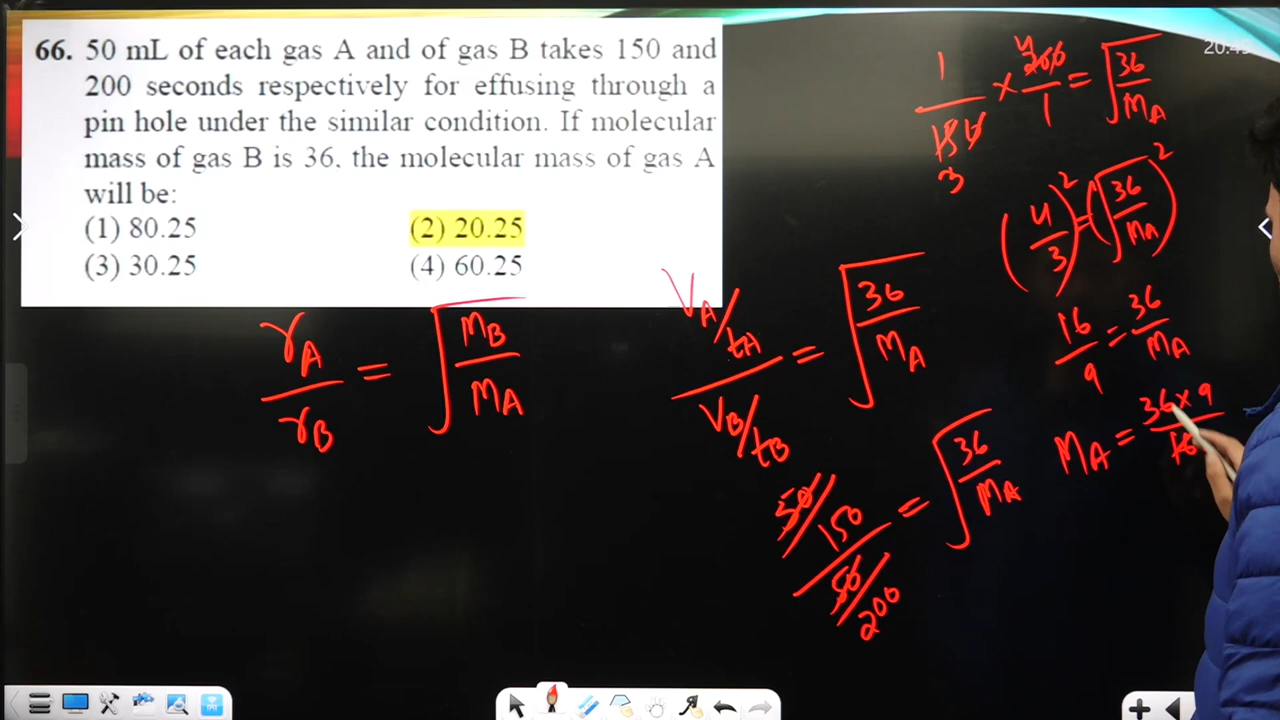 66. 50 mL of each gas A and of gas B takes 150 and
200 seconds respectively for effusing through a
pin hole under the similar condition. If molecular
mass of gas B is 36, the molecular mass of gas A
will be:
(1) 80.25
(2) 20.25
(3) 30.25
(4) 60.25
rA/rB = √(MB/MA)
(VA/tA)/(VB/tB) = √(36/MA)
(50/150)/(50/200) = √(36/MA)
1/150 × 200/1 = √(36/MA)
3 4
(4/3)² = (√(36/MA))²
16/9 = 36/MA
MA = 36×9/16